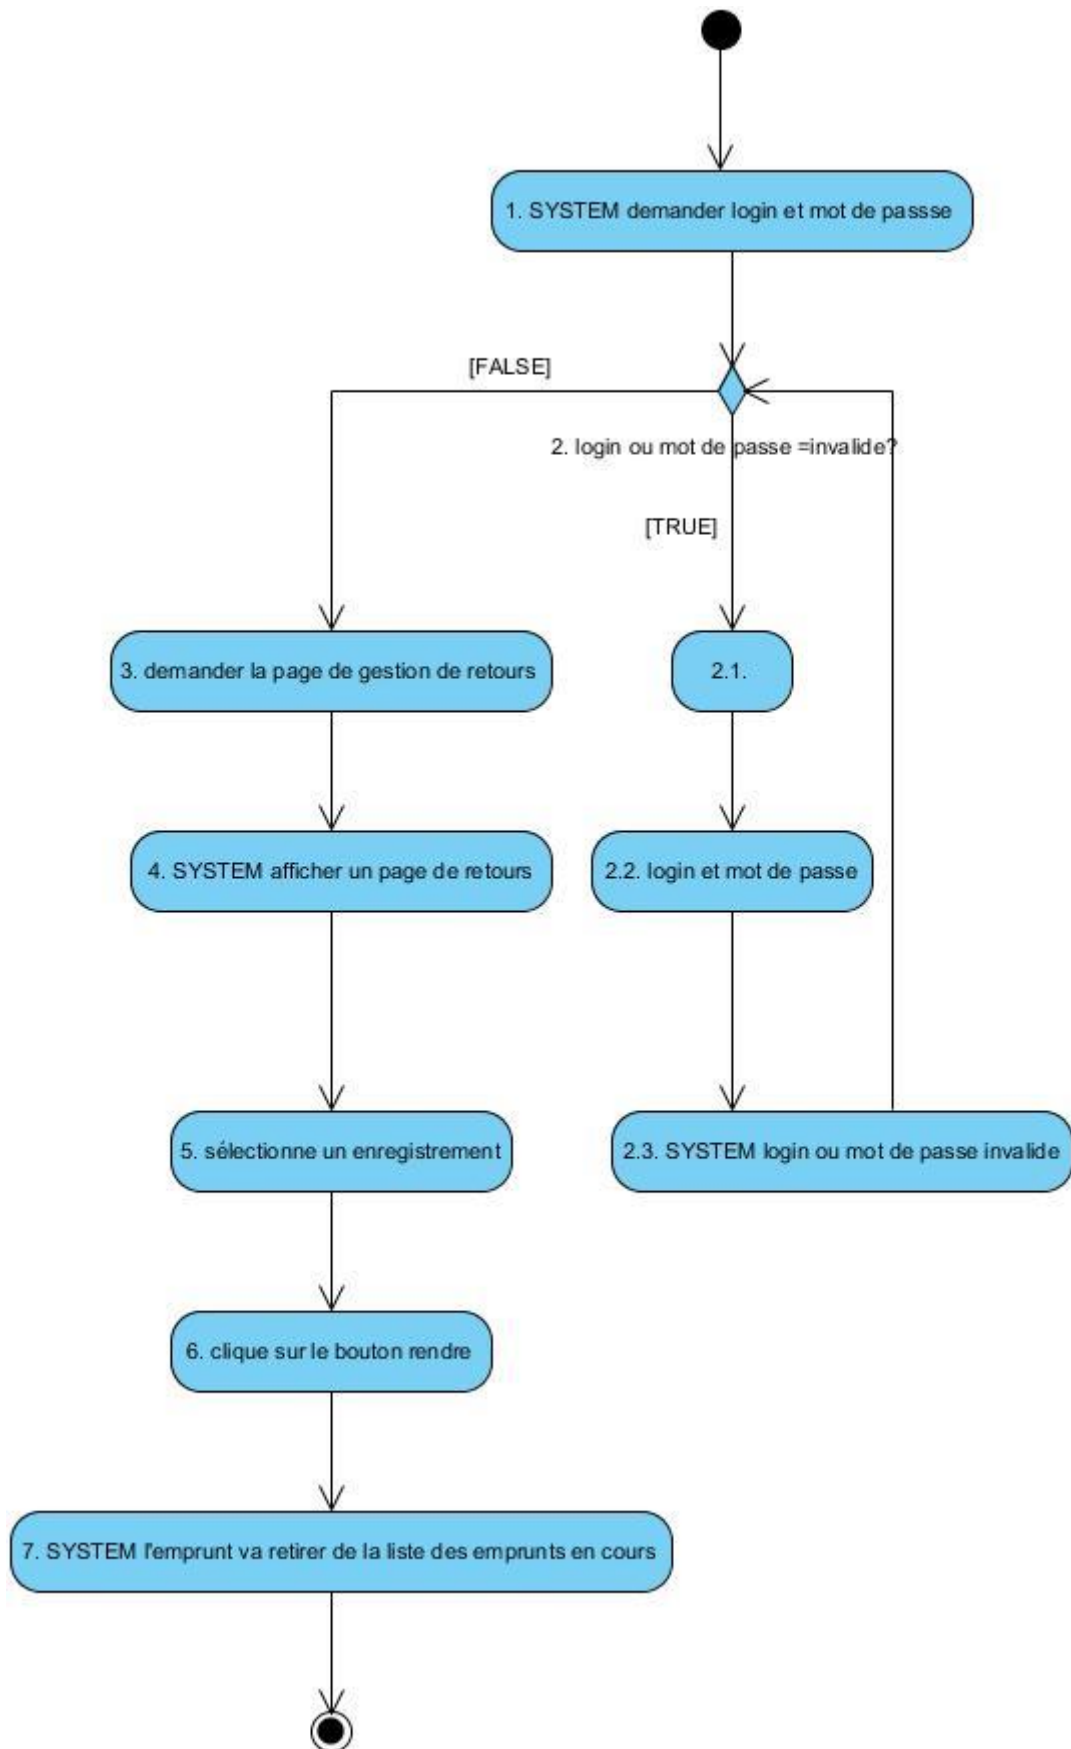 1. SYSTEM demander login et mot de passse
[FALSE]
2. login ou mot de passe =invalide?
[TRUE]
3. demander la page de gestion de retours
2.1.
4. SYSTEM afficher un page de retours
2.2. login et mot de passe
5. sélectionne un enregistrement
2.3. SYSTEM login ou mot de passe invalide
6. clique sur le bouton rendre
7. SYSTEM l'emprunt va retirer de la liste des emprunts en cours